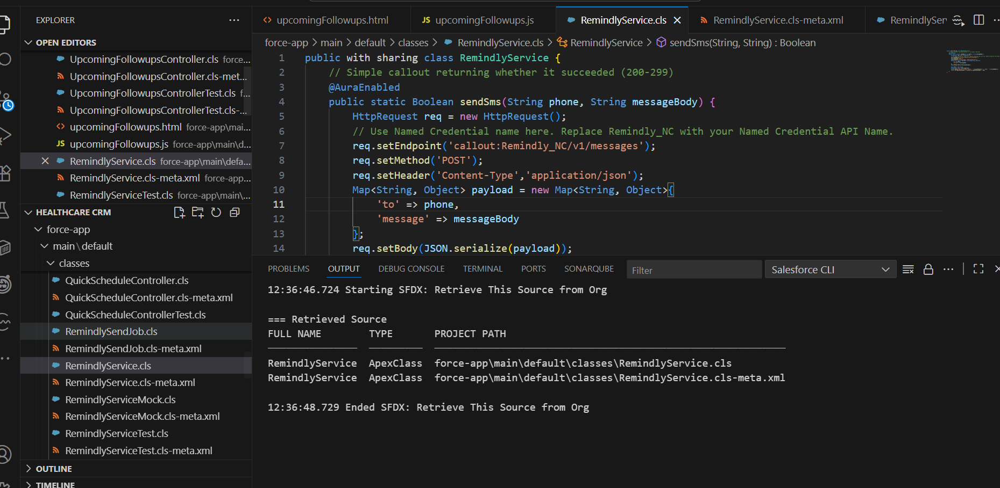 EXPLORER
OPEN EDITORS
UpcomingFollowupsController.cls force...
UpcomingFollowupsController.cls-met...
UpcomingFollowupsControllerTest.cls f...
UpcomingFollowupsControllerTest.cls-...
upcomingFollowups.html force-app\mai...
JS upcomingFollowups.js force-app\main\d...
RemindlyService.cls force-app\main\defa...
RemindlyService.cls-meta.xml force-app...
RemindlyServiceTest.cls force-app\main\...
HEALTHCARE CRM
force-app
main\default
classes
QuickScheduleController.cls
QuickScheduleController.cls-meta.xml
QuickScheduleControllerTest.cls
RemindlySendJob.cls
RemindlySendJob.cls-meta.xml
RemindlyService.cls
RemindlyService.cls-meta.xml
RemindlyServiceMock.cls
RemindlyServiceMock.cls-meta.xml
RemindlyServiceTest.cls
RemindlyServiceTest.cls-meta.xml
OUTLINE
TIMELINE
<> upcomingFollowups.html JS upcomingFollowups.js RemindlyService.cls RemindlyService.cls-meta.xml RemindlySer
force-app > main > default > classes > RemindlyService.cls > RemindlyService > sendSms(String, String) : Boolean
1 public with sharing class RemindlyService {
2 // Simple callout returning whether it succeeded (200-299)
3 @AuraEnabled
4 public static Boolean sendSms(String phone, String messageBody) {
5 HttpRequest req = new HttpRequest();
6 // Use Named Credential name here. Replace Remindly_NC with your Named Credential API Name.
7 req.setEndpoint('callout:Remindly_NC/v1/messages');
8 req.setMethod('POST');
9 req.setHeader('Content-Type','application/json');
10 Map<String, Object> payload = new Map<String, Object>{
11 'to' => phone,
12 'message' => messageBody
13 };
14 req.setBody(JSON.serialize(payload));
PROBLEMS OUTPUT DEBUG CONSOLE TERMINAL PORTS SONARQUBE Filter Salesforce CLI
12:36:46.724 Starting SFDX: Retrieve This Source from Org
=== Retrieved Source
FULL NAME TYPE PROJECT PATH
RemindlyService ApexClass force-app\main\default\classes\RemindlyService.cls
RemindlyService ApexClass force-app\main\default\classes\RemindlyService.cls-meta.xml
12:36:48.729 Ended SFDX: Retrieve This Source from Org